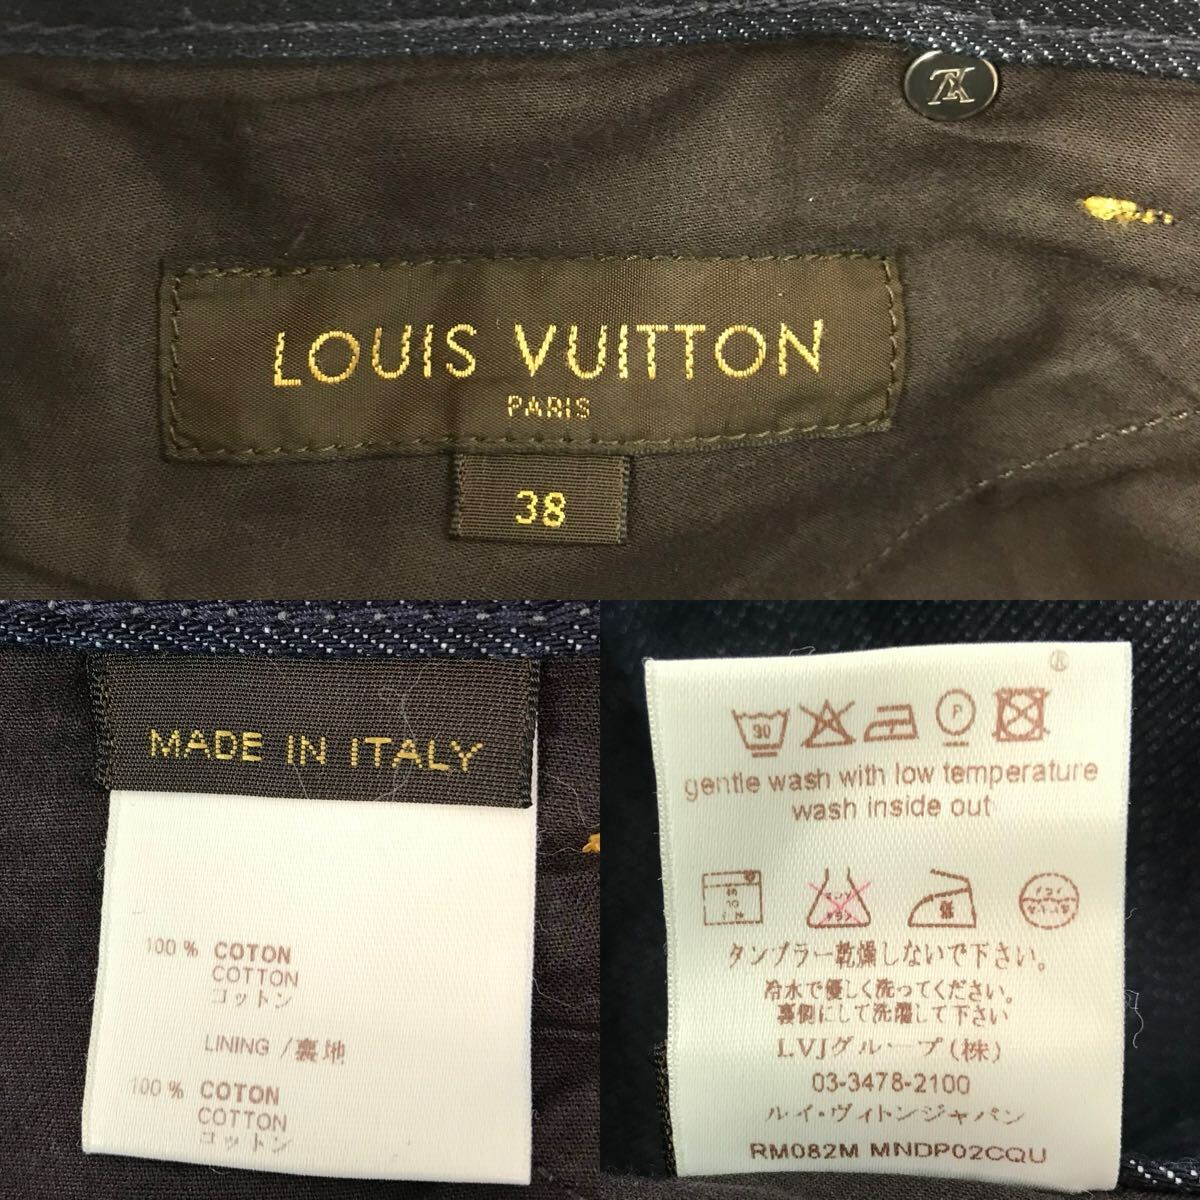 LOUIS VUITTON
PARIS
38
MADE IN ITALY
100 % COTON
COTTON
コットン
LINING / 裏地
100 % COTON
COTTON
コットン
30
P
gentle wash with low temperature
wash inside out
タンブラー乾燥しないで下さい。
冷水で優しく洗ってください。
裏側にして洗濯して下さい
LVJグループ(株)
03-3478-2100
ルイ・ヴィトンジャパン
RM082M MNDP02CQU